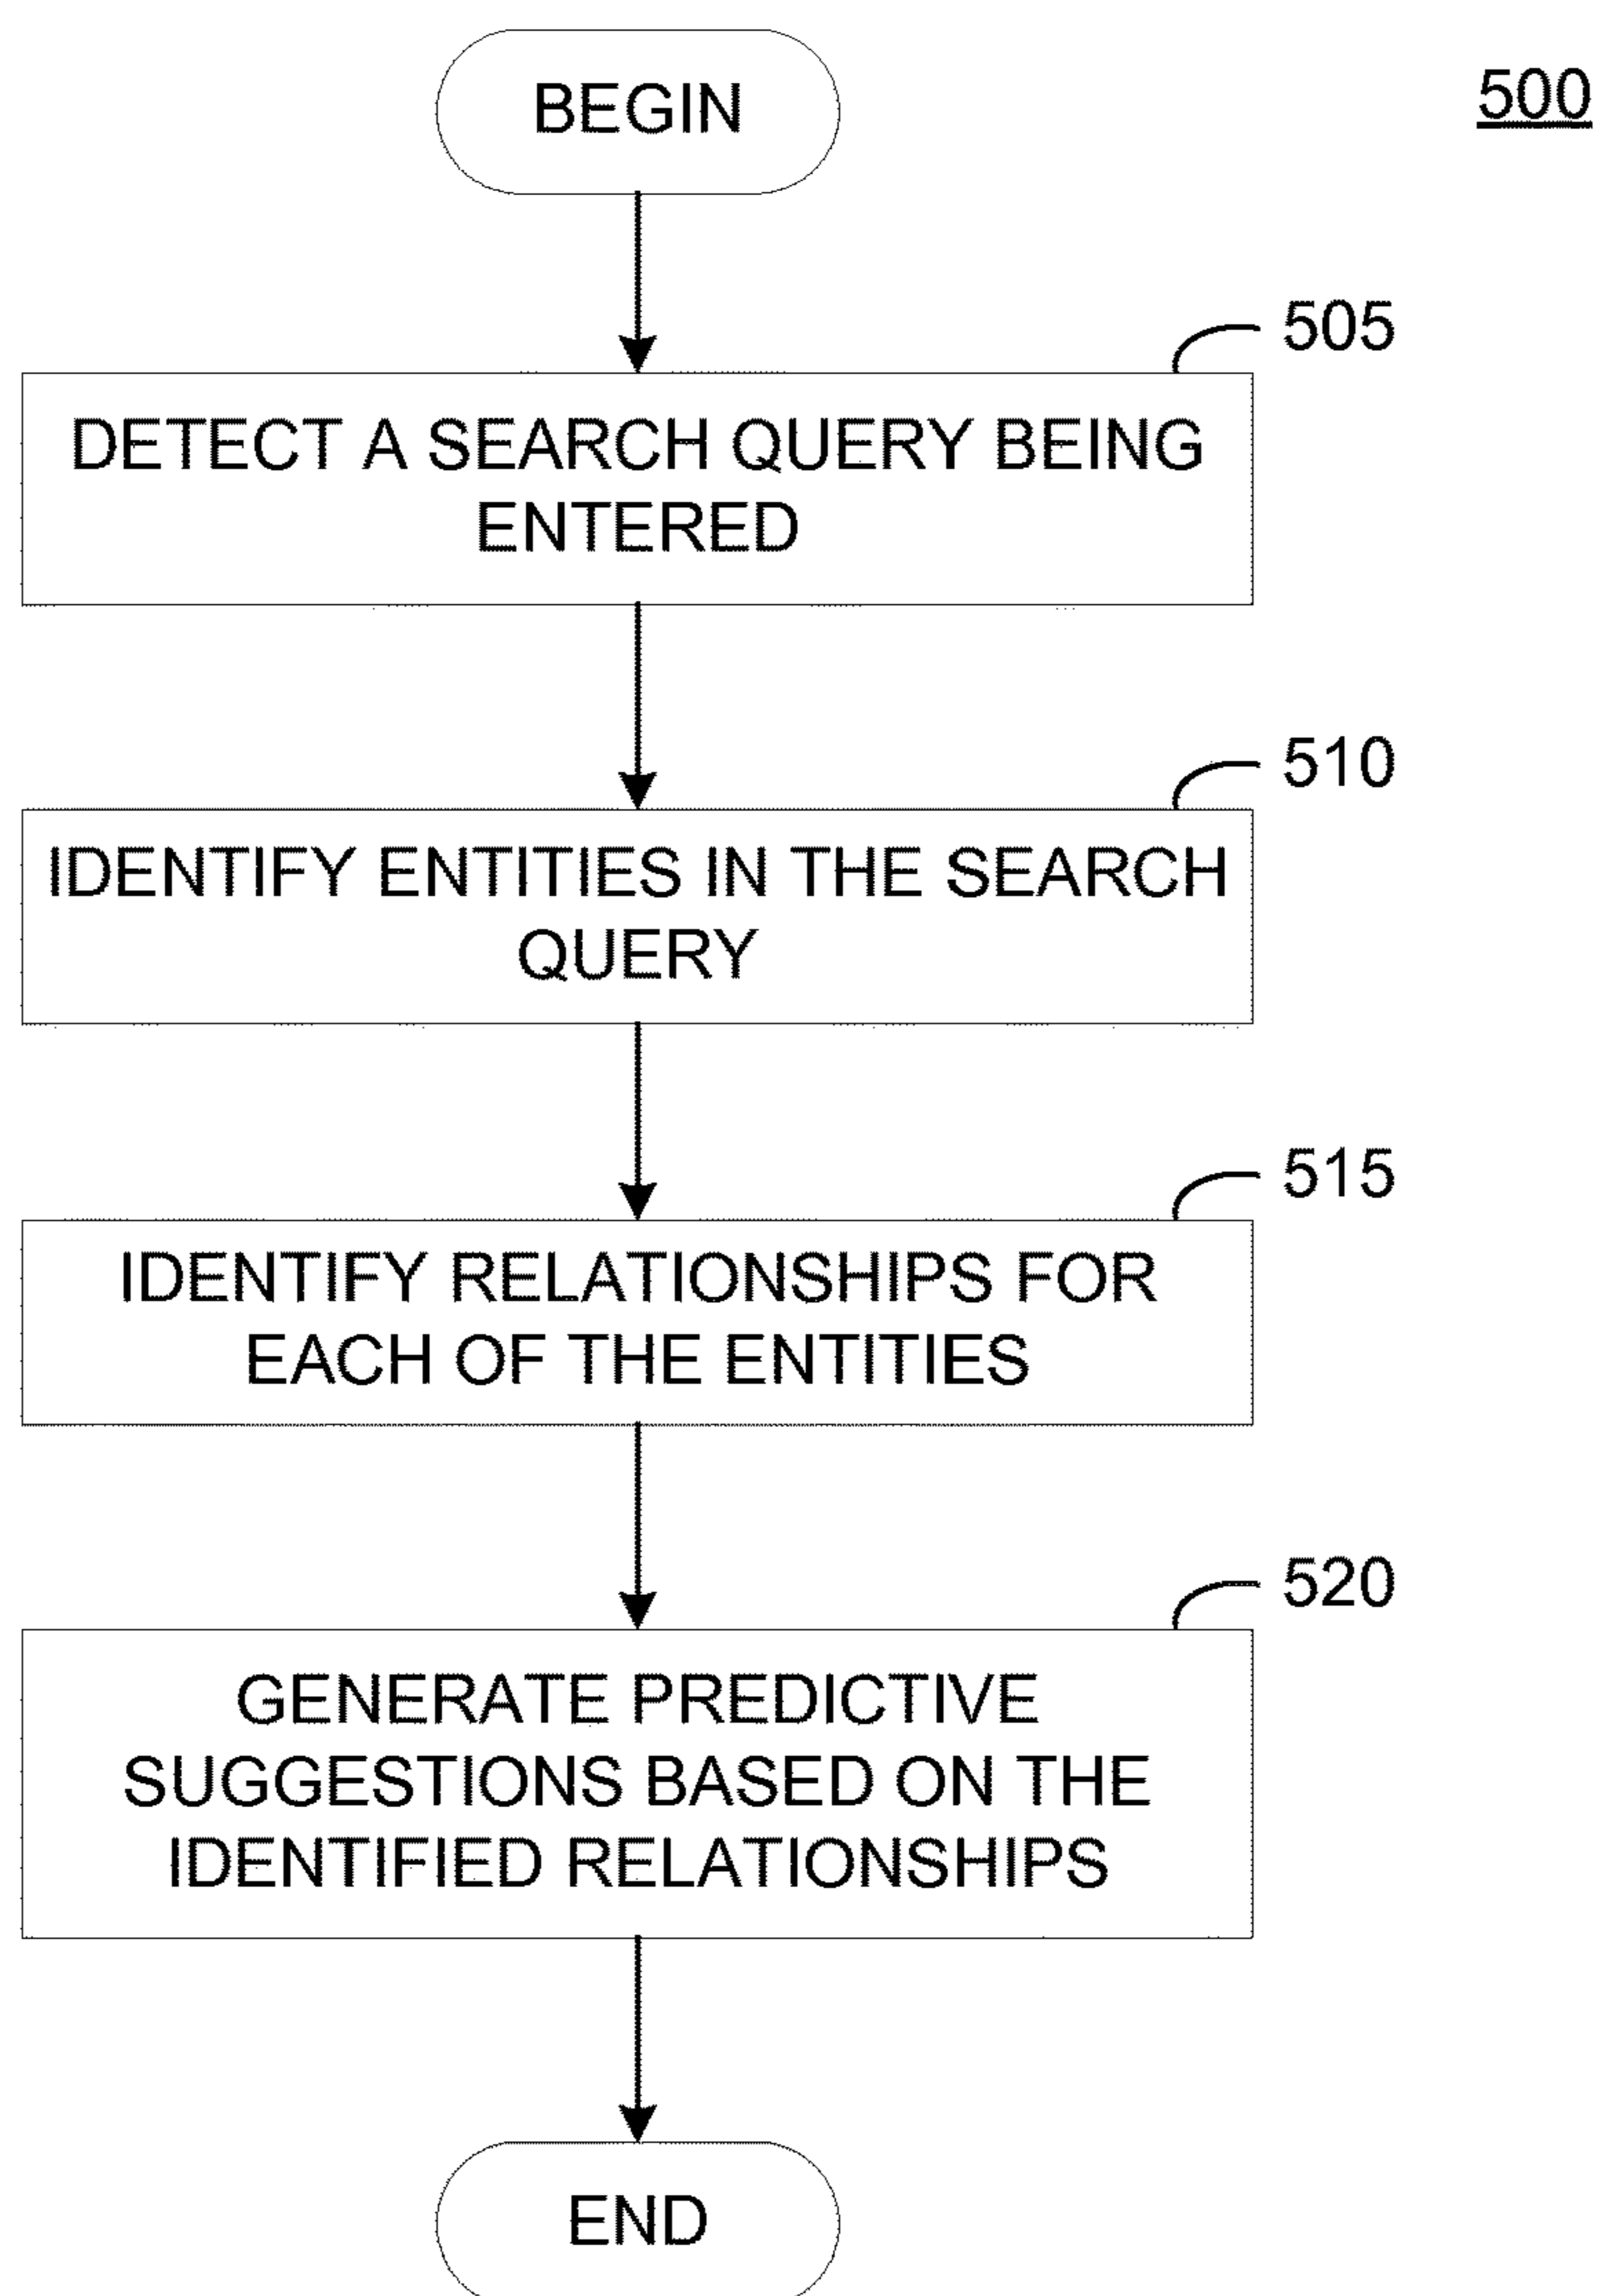 BEGIN
500
505
DETECT A SEARCH QUERY BEING
ENTERED
510
IDENTIFY ENTITIES IN THE SEARCH
QUERY
515
IDENTIFY RELATIONSHIPS FOR
EACH OF THE ENTITIES
520
GENERATE PREDICTIVE
SUGGESTIONS BASED ON THE
IDENTIFIED RELATIONSHIPS
END